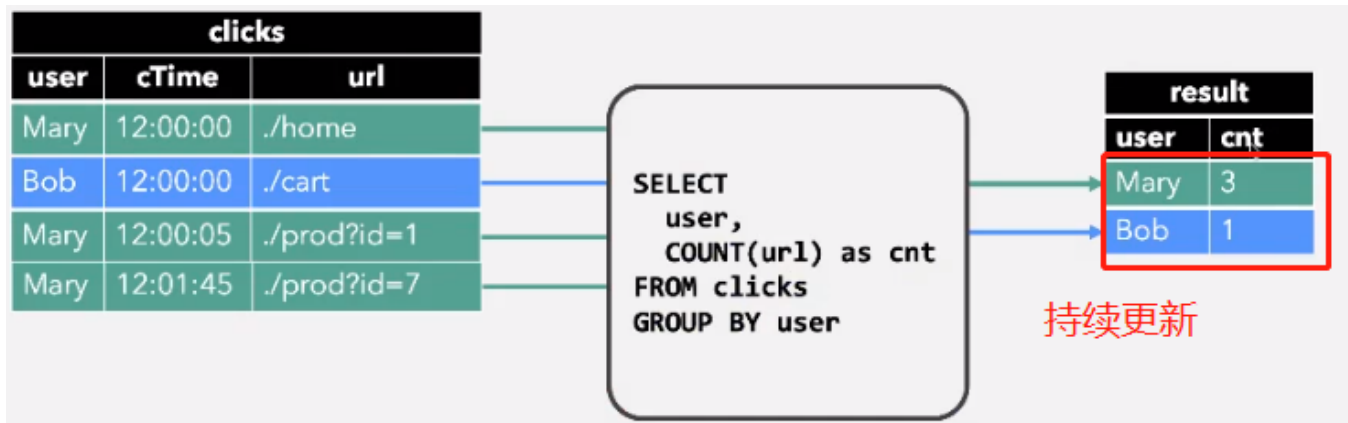 clicks
user cTime url
Mary 12:00:00 ./home
Bob 12:00:00 ./cart
Mary 12:00:05 ./prod?id=1
Mary 12:01:45 ./prod?id=7
SELECT
user,
COUNT(url) as cnt
FROM clicks
GROUP BY user
result
user cnt
Mary 3
Bob 1
持续更新